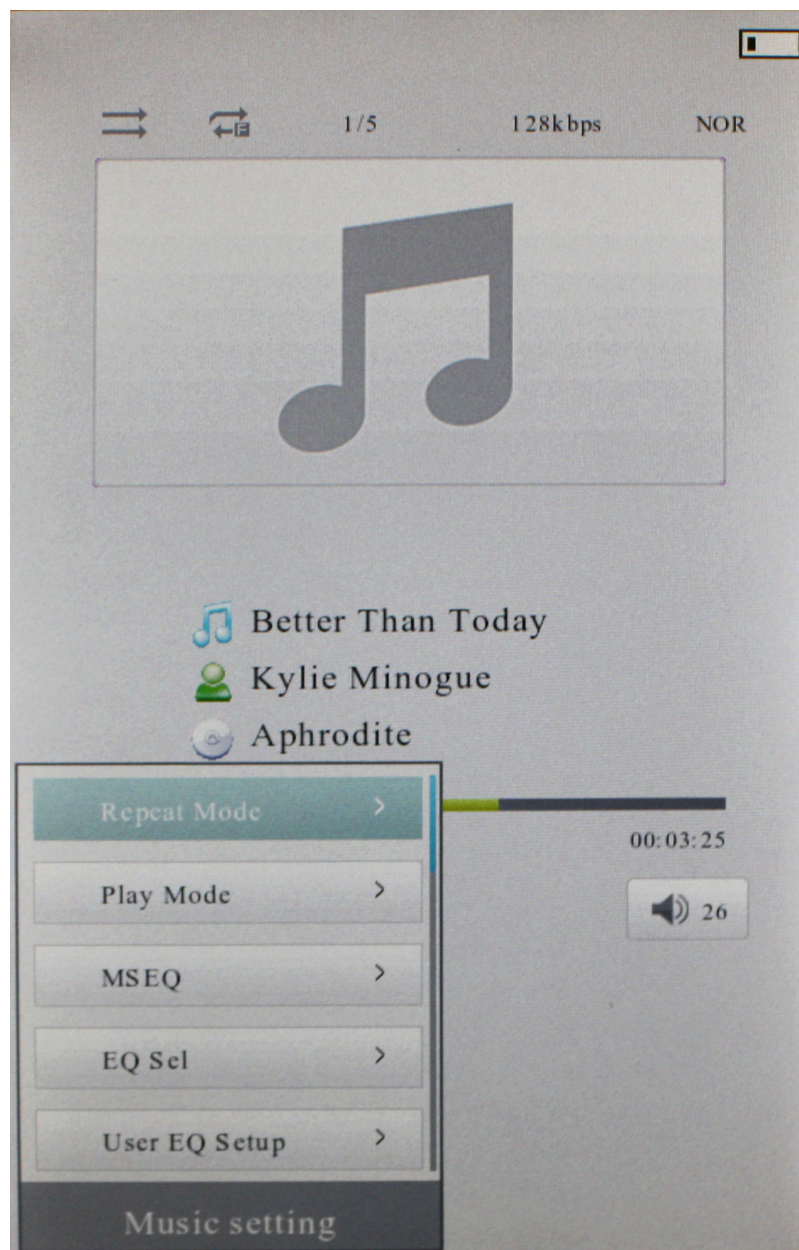 1/5 128kbps NOR
Better Than Today
Kylie Minogue
Aphrodite
Repeat Mode >
00:03:25
Play Mode >
26
MSEQ >
EQ Sel >
User EQ Setup >
Music setting